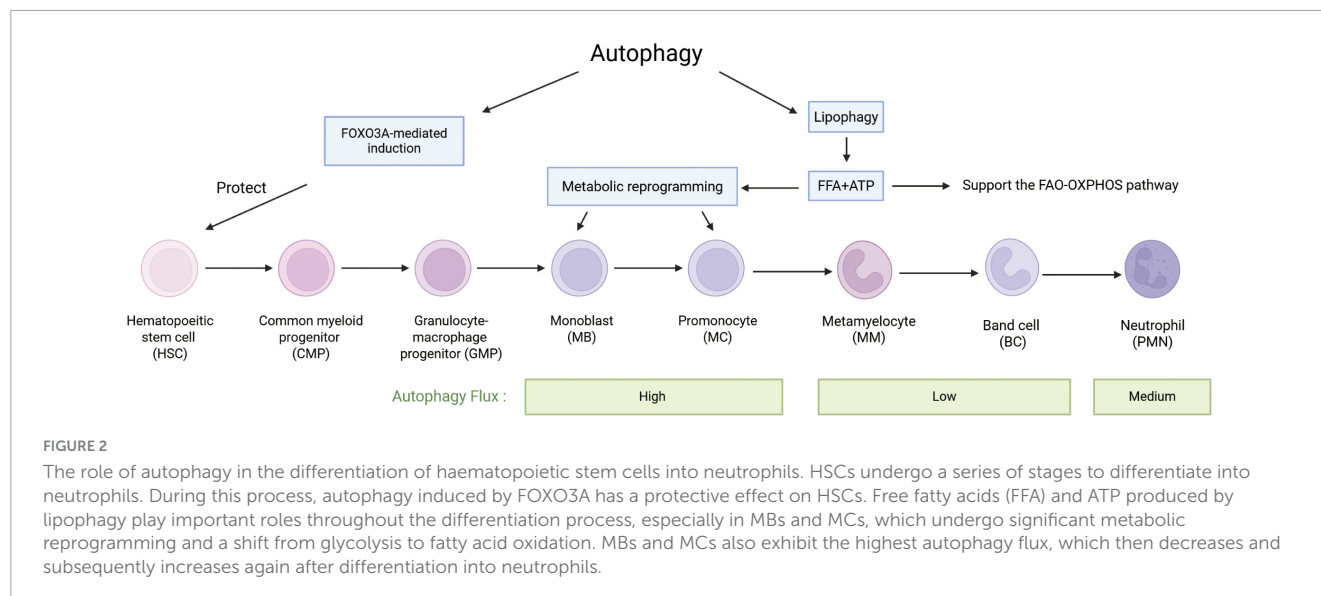 Autophagy
Lipophagy
FOXO3A-mediated
induction
Protect
Metabolic reprogramming
FFA+ATP
Support the FAO-OXPHOS pathway
Hematopoeitic
stem cell
(HSC)
Common myeloid
progenitor
(CMP)
Granulocyte-
macrophage
progenitor (GMP)
Monoblast
(MB)
Promonocyte
(MC)
Metamyelocyte
(MM)
Band cell
(BC)
Neutrophil
(PMN)
Autophagy Flux :
High
Low
Medium
FIGURE 2
The role of autophagy in the differentiation of haematopoietic stem cells into neutrophils. HSCs undergo a series of stages to differentiate into
neutrophils. During this process, autophagy induced by FOXO3A has a protective effect on HSCs. Free fatty acids (FFA) and ATP produced by
lipophagy play important roles throughout the differentiation process, especially in MBs and MCs, which undergo significant metabolic
reprogramming and a shift from glycolysis to fatty acid oxidation. MBs and MCs also exhibit the highest autophagy flux, which then decreases and
subsequently increases again after differentiation into neutrophils.